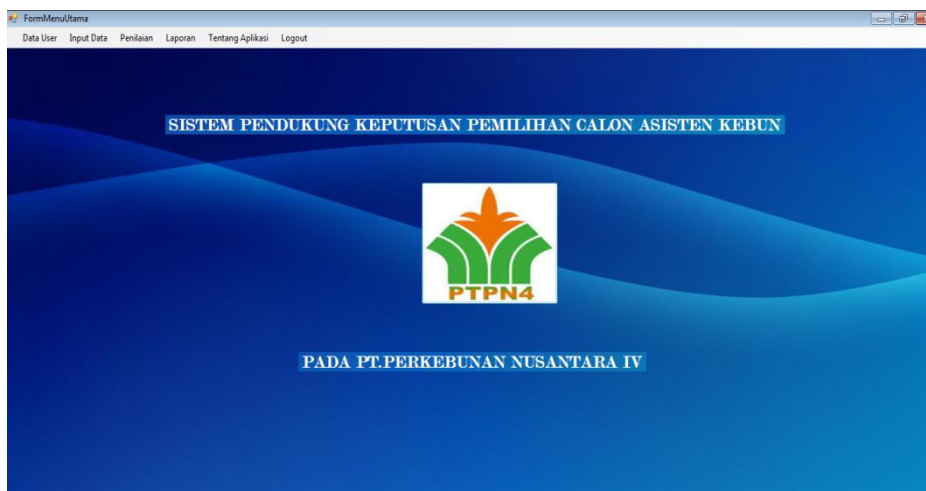 FormMenuUtama
Data User Input Data Penilaian Laporan Tentang Aplikasi Logout
SISTEM PENDUKUNG KEPUTUSAN PEMILIHAN CALON ASISTEN KEBUN
PTPN4
PADA PT.PERKEBUNAN NUSANTARA IV